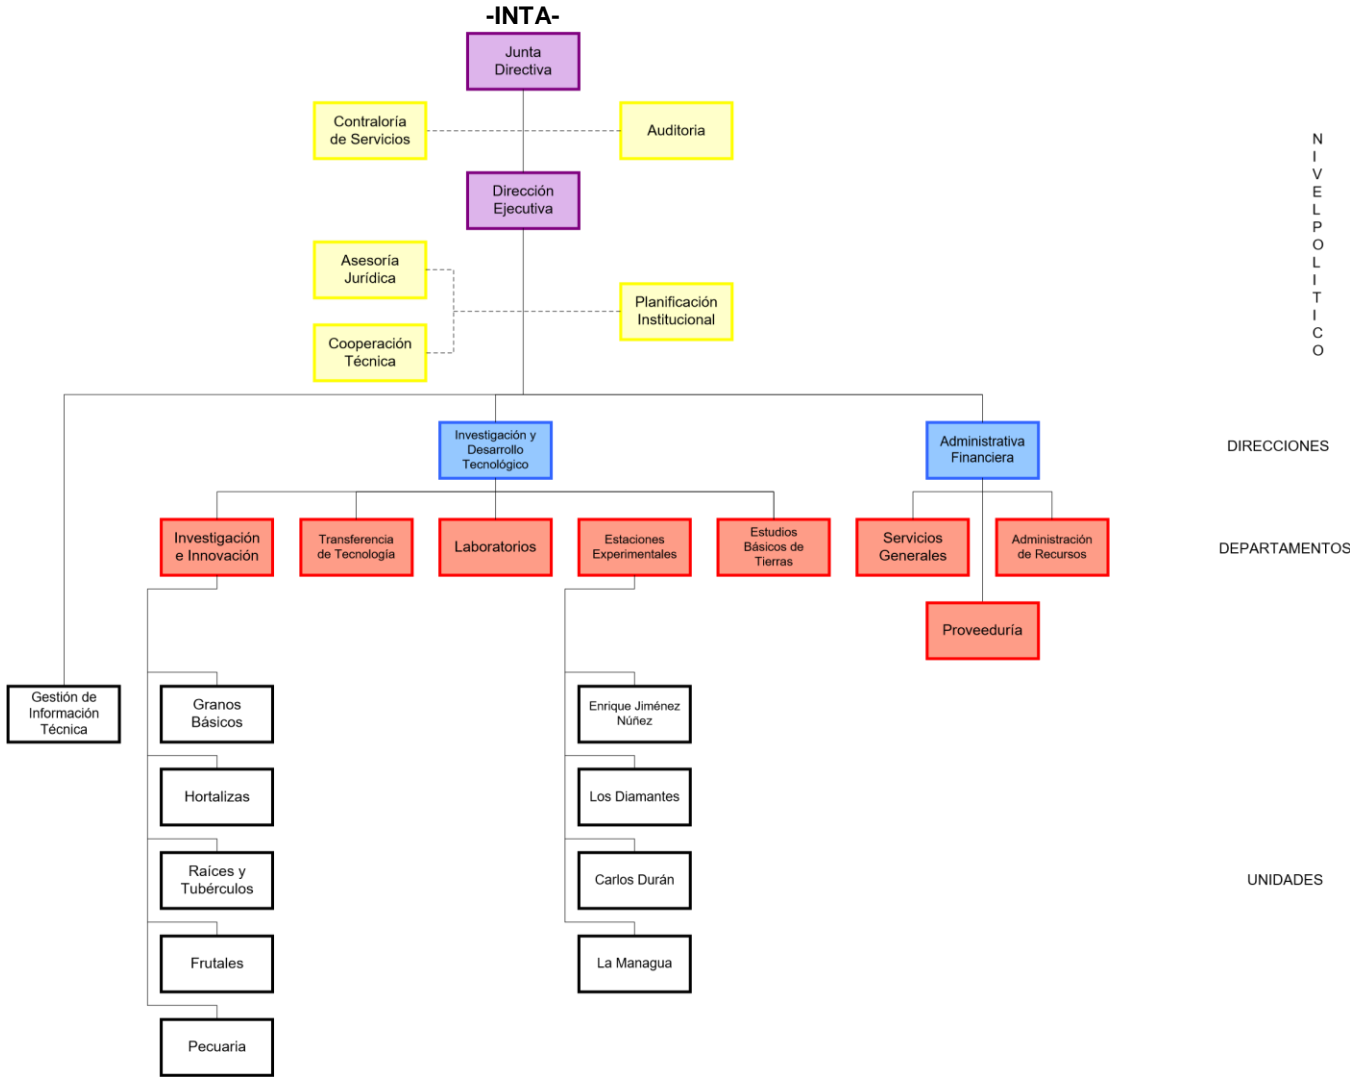 -INTA-
Junta
Directiva
Contraloría
de Servicios
Auditoria
Dirección
Ejecutiva
Asesoría
Jurídica
Planificación
Institucional
Cooperación
Técnica
N
I
V
E
L
P
O
L
I
T
I
C
O
Investigación y
Desarrollo
Tecnológico
Administrativa
Financiera
DIRECCIONES
Investigación
e Innovación
Transferencia
de Tecnología
Laboratorios
Estaciones
Experimentales
Estudios
Básicos de
Tierras
Servicios
Generales
Administración
de Recursos
DEPARTAMENTOS
Proveeduría
Gestión de
Información
Técnica
Granos
Básicos
Enrique Jiménez
Núñez
Hortalizas
Los Diamantes
Raíces y
Tubérculos
Carlos Durán
UNIDADES
Frutales
La Managua
Pecuaria